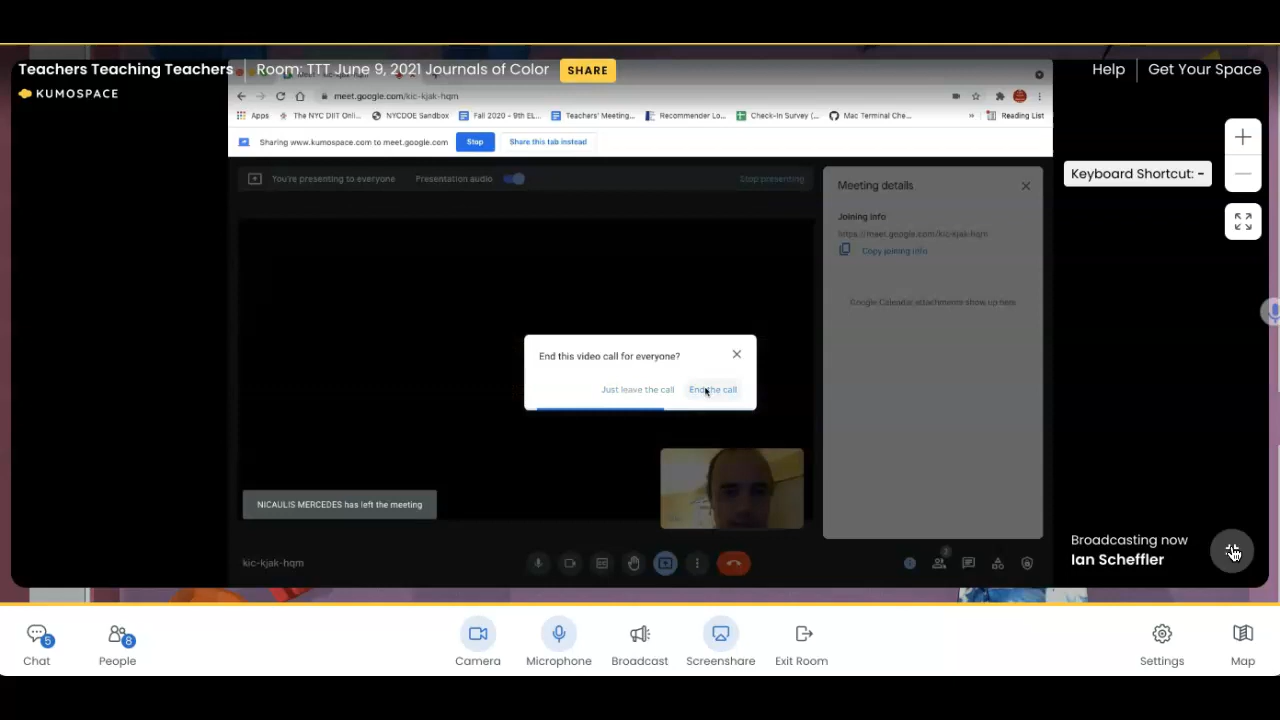 Teachers Teaching Teachers
Room: TTT June 9, 2021 Journals of Color
SHARE
Help
Get Your Space
KUMOSPACE
meet.google.com/kic-kjak-hqm
Apps
The NYC DIIT Onli...
NYCDOE Sandbox
Fall 2020 - 9th EL...
Teachers' Meeting...
Recommender Lo...
Check-In Survey (...
Mac Terminal Che...
»
Reading List
Sharing www.kumospace.com to meet.google.com
Stop
Share this tab instead
Keyboard Shortcut: -
You're presenting to everyone
Presentation audio
Stop presenting
Meeting details
Joining info
https://meet.google.com/kic-kjak-hqm
Copy joining info
Google Calendar attachments show up here
End this video call for everyone?
Just leave the call
End the call
NICAULIS MERCEDES has left the meeting
kic-kjak-hqm
2
Broadcasting now
Ian Scheffler
5
8
Chat
People
Camera
Microphone
Broadcast
Screenshare
Exit Room
Settings
Map